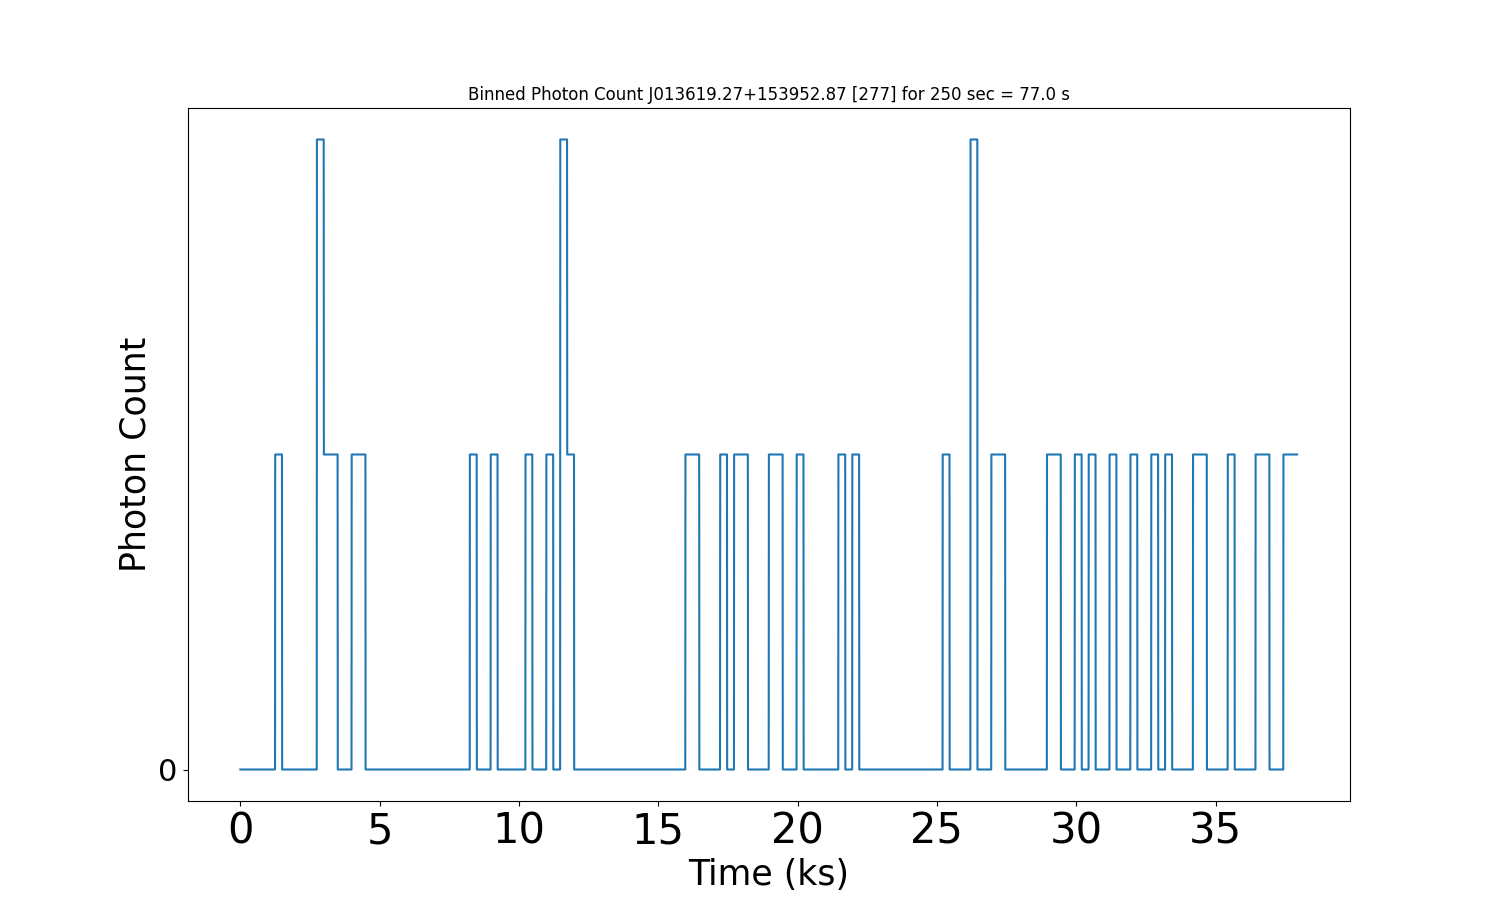 Binned Photon Count J013619.27+153952.87 [277] for 250 sec = 77.0 s
Photon Count
0
0 5 10 15 20 25 30 35
Time (ks)